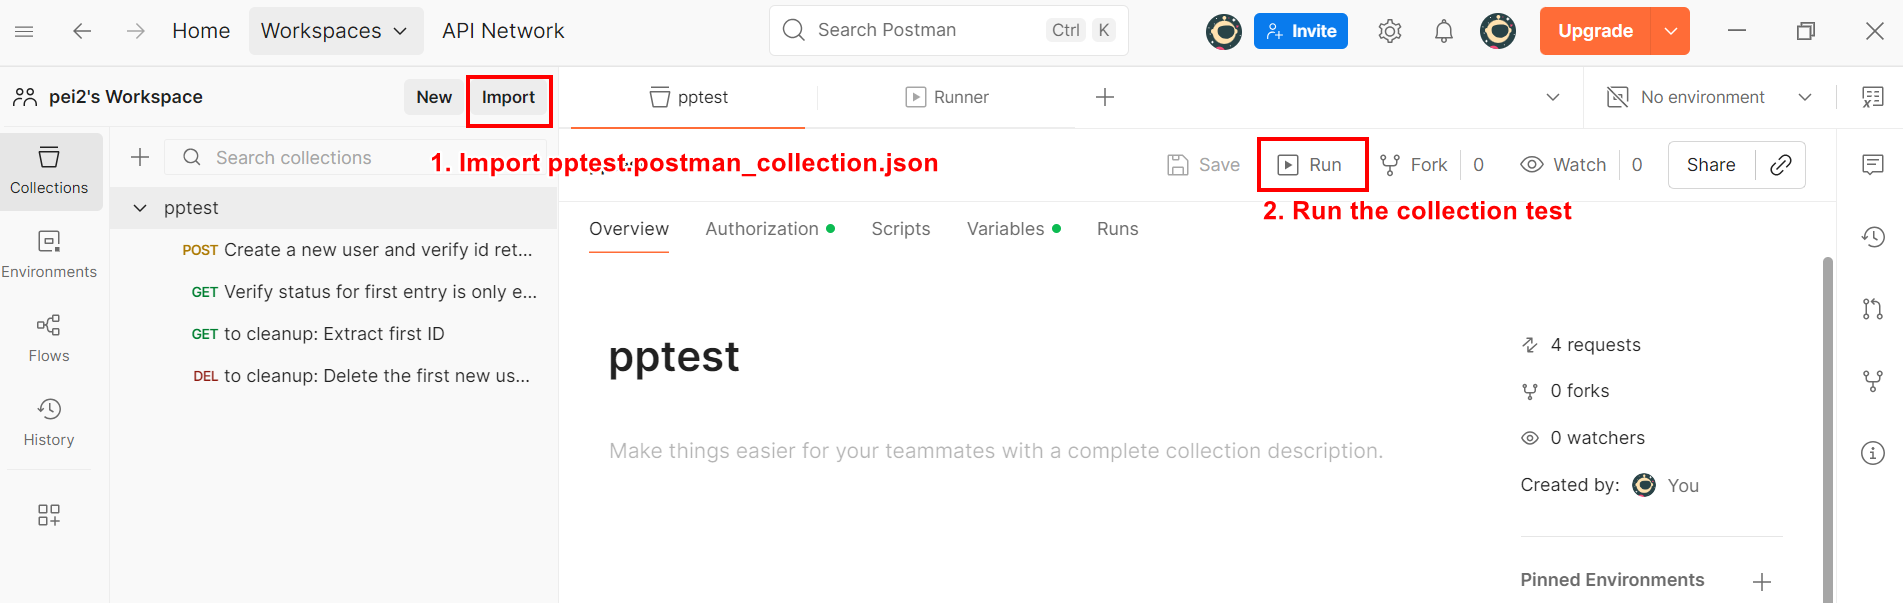 Home Workspaces API Network Search Postman Ctrl K Invite Upgrade
pei2's Workspace New Import pptest Runner No environment
Search collections
1. Import pptest.postman_collection.json
Save Run Fork 0 Watch 0 Share
2. Run the collection test
Collections
Environments
Flows
History
pptest
POST Create a new user and verify id ret...
GET Verify status for first entry is only e...
GET to cleanup: Extract first ID
DEL to cleanup: Delete the first new us...
Overview Authorization Scripts Variables Runs
pptest
Make things easier for your teammates with a complete collection description.
4 requests
0 forks
0 watchers
Created by: You
Pinned Environments